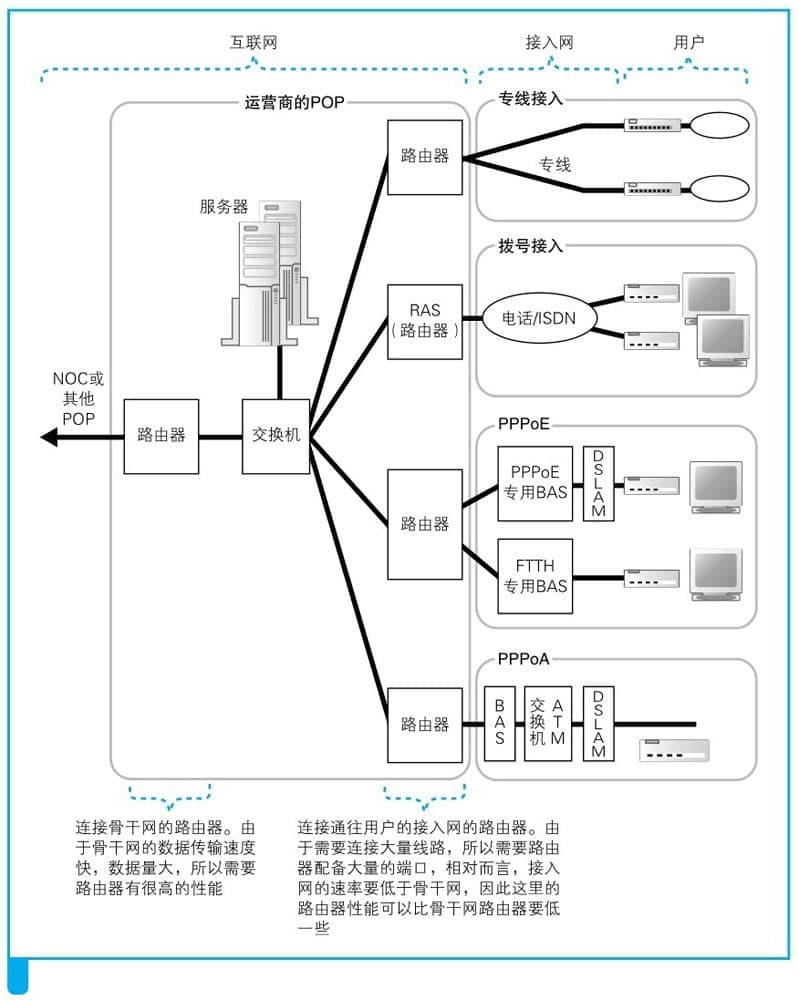 互联网
接入网
用户
运营商的POP
专线接入
路由器
专线
服务器
拨号接入
RAS
（路由器）
电话/ISDN
NOC或
其他
POP
路由器
交换机
PPPoE
路由器
PPPoE
专用BAS
DSLAM
FTTH
专用BAS
PPPoA
路由器
BAS
ATM
交换机
DSLAM
连接骨干网的路由器。由
于骨干网的数据传输速度
快，数据量大，所以需要
路由器有很高的性能
连接通往用户的接入网的路由器。由
于需要连接大量线路，所以需要路由
器配备大量的端口，相对而言，接入
网的速率要低于骨干网，因此这里的
路由器性能可以比骨干网路由器要低
一些